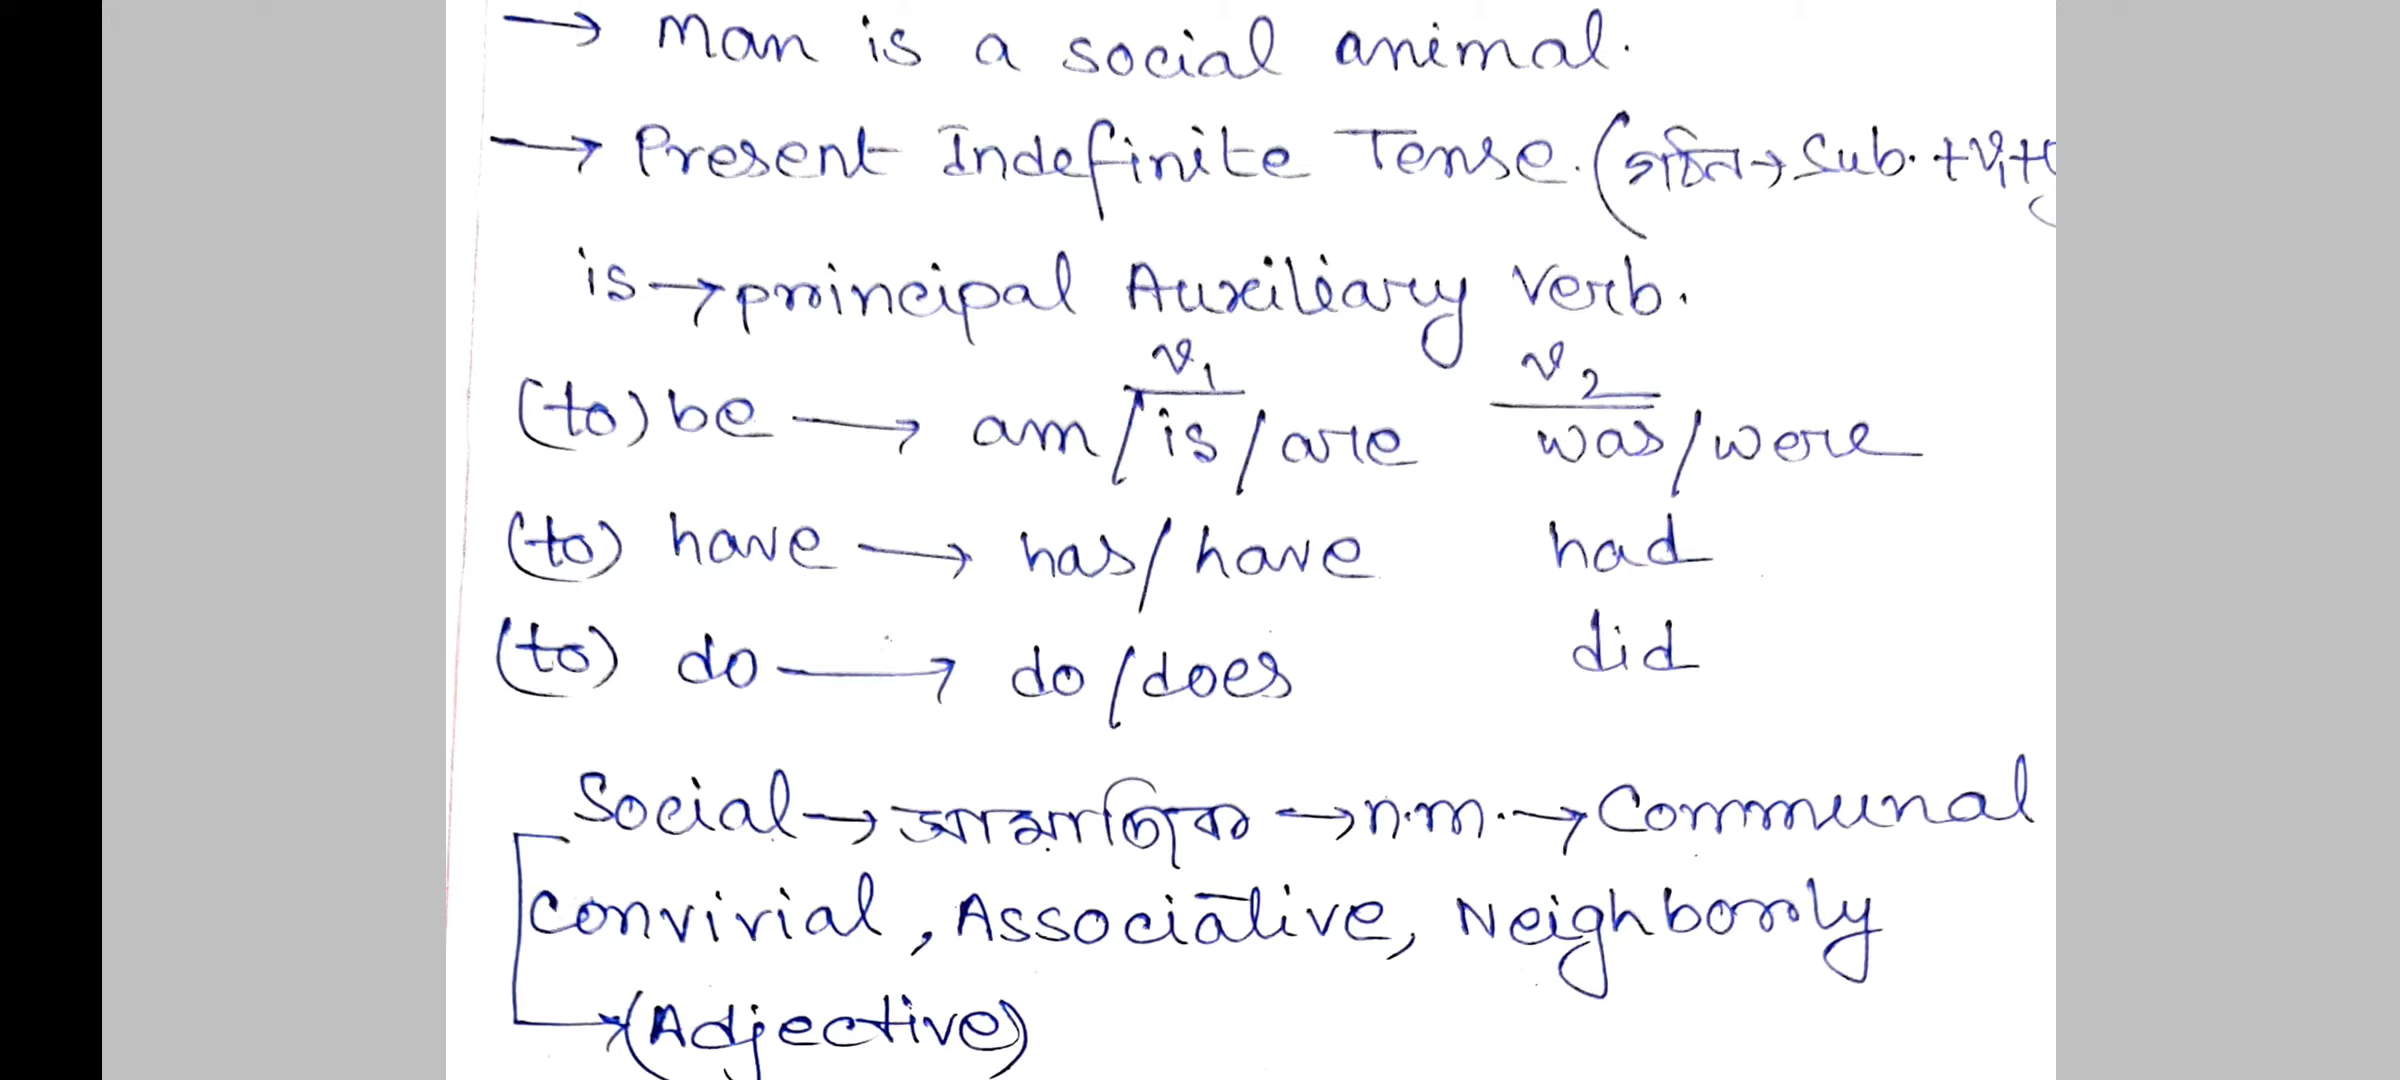 → Man is a social animal.
→ Present Indefinite Tense. (গঠন→ Sub. + v₁ +
is → principal Auxiliary Verb.
v₁ v₂
(to) be → am / is / are was / were
(to) have → has / have had
(to) do → do / does did
Social → সামাজিক → n.m. → Communal
Convivial, Associative, Neighborly
→ (Adjective)